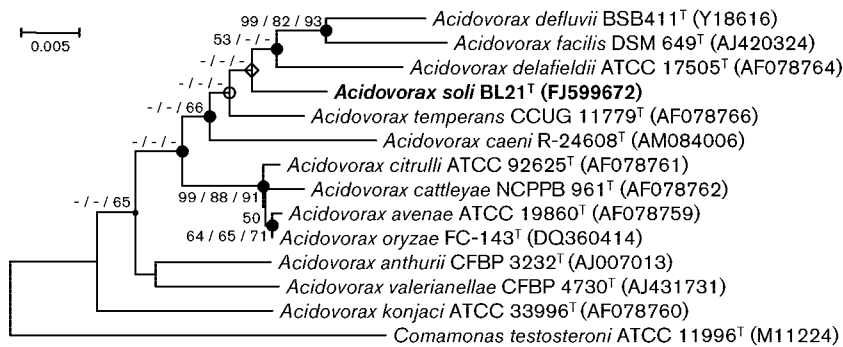 99 / 82 / 93
Acidovorax defluvii BSB411ᵀ (Y18616)
0.005
53 / - / -
Acidovorax facilis DSM 649ᵀ (AJ420324)
- / - / -
Acidovorax delafieldii ATCC 17505ᵀ (AF078764)
- / - / -
Acidovorax soli BL21ᵀ (FJ599672)
- / - / 66
Acidovorax temperans CCUG 11779ᵀ (AF078766)
- / - / -
Acidovorax caeni R-24608ᵀ (AM084006)
Acidovorax citrulli ATCC 92625ᵀ (AF078761)
99 / 88 / 91
Acidovorax cattleyae NCPPB 961ᵀ (AF078762)
- / - / 65
50
Acidovorax avenae ATCC 19860ᵀ (AF078759)
64 / 65 / 71
Acidovorax oryzae FC-143ᵀ (DQ360414)
Acidovorax anthurii CFBP 3232ᵀ (AJ007013)
Acidovorax valerianellae CFBP 4730ᵀ (AJ431731)
Acidovorax konjaci ATCC 33996ᵀ (AF078760)
Comamonas testosteroni ATCC 11996ᵀ (M11224)